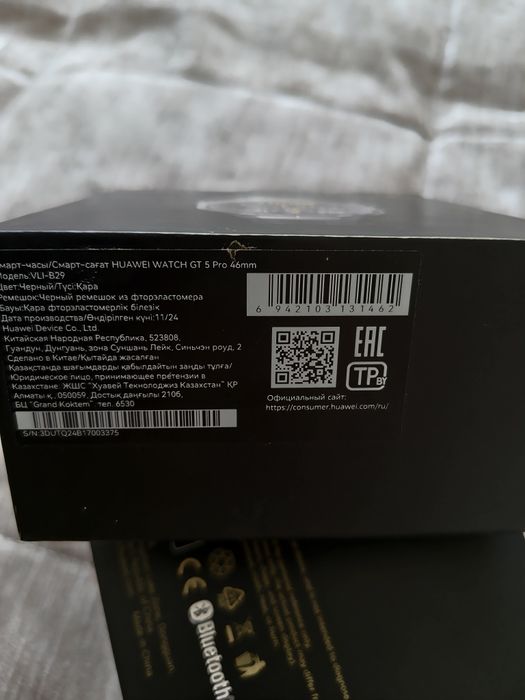 март-часы/Смарт-сағат HUAWEI WATCH GT 5 Pro 46mm
Модель:VLI-B29
Цвет:Черный/Түсі:Қара
Ремешок:Черный ремешок из фторэластомера
Бауы:Қара фторэластомерлік білезік
Дата производства/Өндірілген күні:11/24
Huawei Device Co., Ltd.
Китайская Народная Республика, 523808,
Гуандун, Дунгуань, зона Суншань Лейк, Синьчэн роуд, 2
Сделано в Китае/Қытайда жасалған
Қазақстанда шағымдарды қабылдайтын заңды тұлға/
Юридическое лицо, принимающее претензии в
Казахстане: ЖШС "Хуавей Текнолоджиз Казахстан" ҚР
Алматы қ., 050059, Достық даңғылы 210б,
БЦ "Grand Koktem" тел. 6530
S/N:3DUTQ24B17003375
6 942103 131462
EAC
TP BY
Официальный сайт:
https://consumer.huawei.com/ru/
CE
Bluetooth